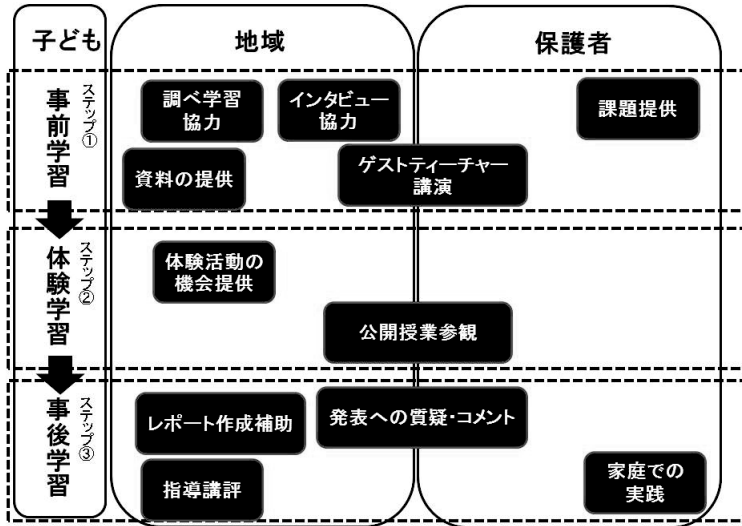 子ども
地域
保護者
ステップ①
事前学習
調べ学習
協力
インタビュー
協力
課題提供
資料の提供
ゲストティーチャー
講演
ステップ②
体験学習
体験活動の
機会提供
公開授業参観
ステップ③
事後学習
レポート作成補助
発表への質疑・コメント
指導講評
家庭での
実践